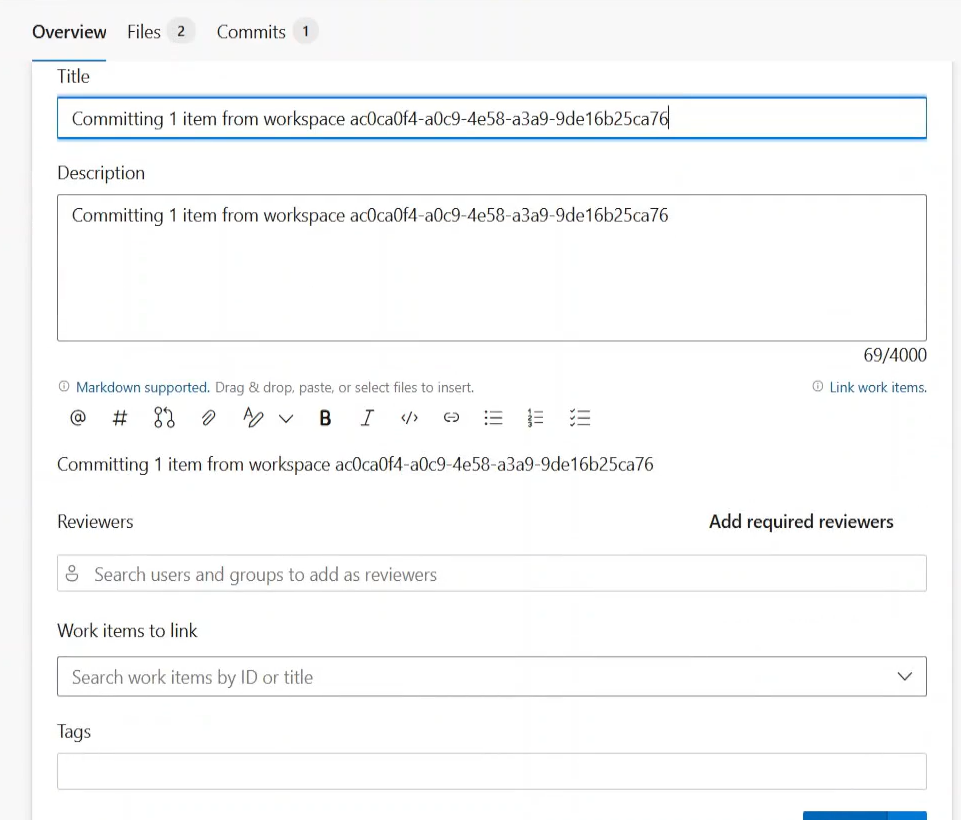 Overview Files 2 Commits 1
Title
Committing 1 item from workspace ac0ca0f4-a0c9-4e58-a3a9-9de16b25ca76
Description
Committing 1 item from workspace ac0ca0f4-a0c9-4e58-a3a9-9de16b25ca76
69/4000
Markdown supported. Drag & drop, paste, or select files to insert. Link work items.
Committing 1 item from workspace ac0ca0f4-a0c9-4e58-a3a9-9de16b25ca76
Reviewers Add required reviewers
Search users and groups to add as reviewers
Work items to link
Search work items by ID or title
Tags